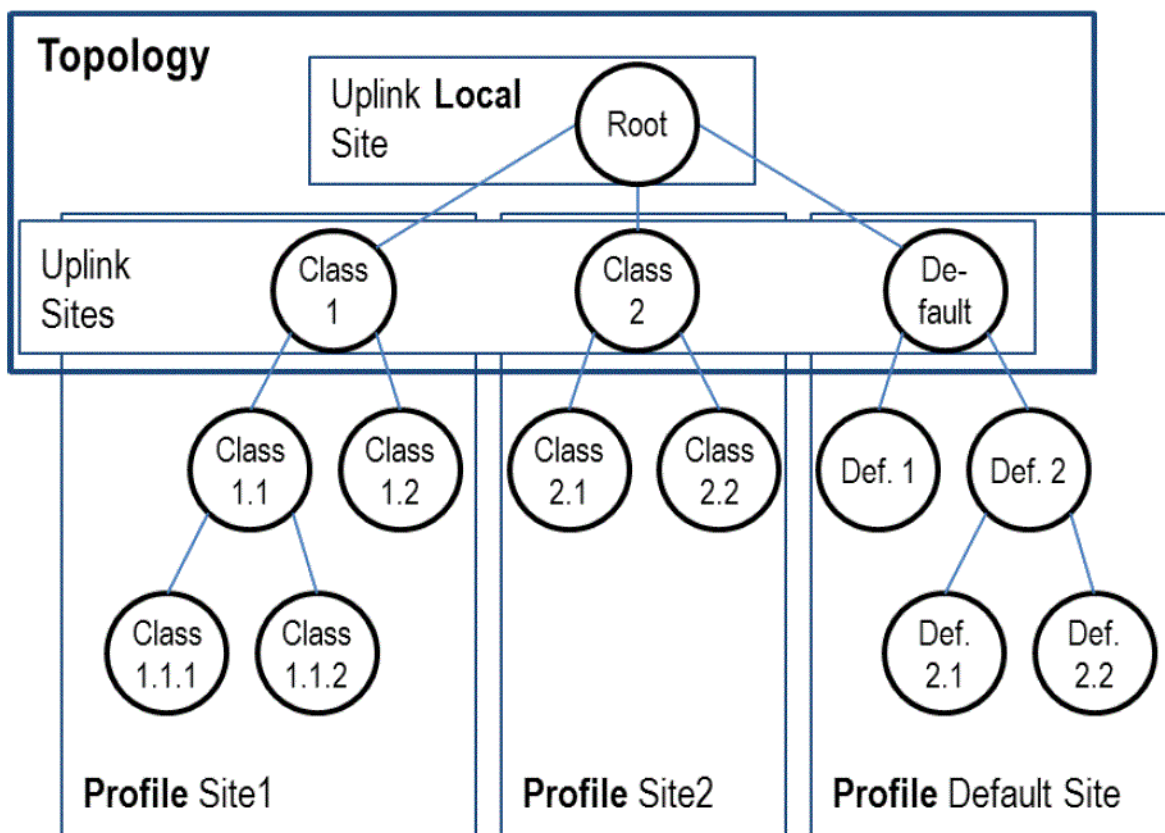 Topology
Uplink Local
Site
Root
Uplink
Sites
Class
1
Class
2
De-
fault
Class
1.1
Class
1.2
Class
2.1
Class
2.2
Def. 1
Def. 2
Class
1.1.1
Class
1.1.2
Def.
2.1
Def.
2.2
Profile Site1
Profile Site2
Profile Default Site